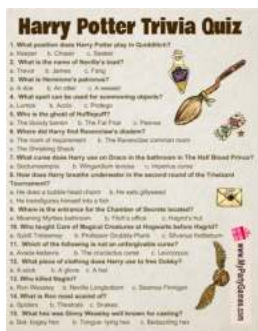 Harry Potter Trivia Quiz
1. What position does Harry Potter play in Quidditch?
a. Keeper b. Chaser c. Seeker
2. What is the name of Neville's toad?
a. Trevor b. James c. Fang
3. What is Hermione's patronus?
a. A doe b. An otter c. A weasel
4. What spell can be used for summoning objects?
a. Lumos b. Accio c. Protego
5. Who is the ghost of Hufflepuff?
a. The Bloody Baron b. The Fat Friar c. Peeves
6. Where did Harry find Ravenclaw's diadem?
a. The room of requirement b. The Ravenclaw common room
c. The Shrieking Shack
7. What curse does Harry use on Draco in the bathroom in The Half Blood Prince?
a. Sectumsempra b. Wingardium leviosa c. Impetus curse
8. How does Harry breathe underwater in the second round of the Triwizard
Tournament?
a. He does a bubble head charm b. He eats gillyweed
c. He transfigures himself into a fish
9. Where is the entrance for the Chamber of Secrets located?
a. Moaning Myrtles bathroom b. Filch's office c. Hagrid's hut
10. Who taught Care of Magical Creatures at Hogwarts before Hagrid?
a. Sybill Trelawney b. Professor Grubbly-Plank c. Silvanus Kettleburn
11. Which of the following is not an unforgivable curse?
a. Avada kedavra b. The cruciatus curse c. Levicorpus
12. What piece of clothing does Harry use to free Dobby?
a. A sock b. A glove c. A hat
13. Who killed Nagini?
a. Ron Weasley b. Neville Longbottom c. Seamus Finnigan
14. What is Ron most scared of?
a. Spiders b. Thestrals c. Snakes
15. What hex was Ginny Weasley well known for casting?
a. Bat-bogey hex b. Tongue-tying hex c. Bedazzling hex
www.MyPartyGames.com